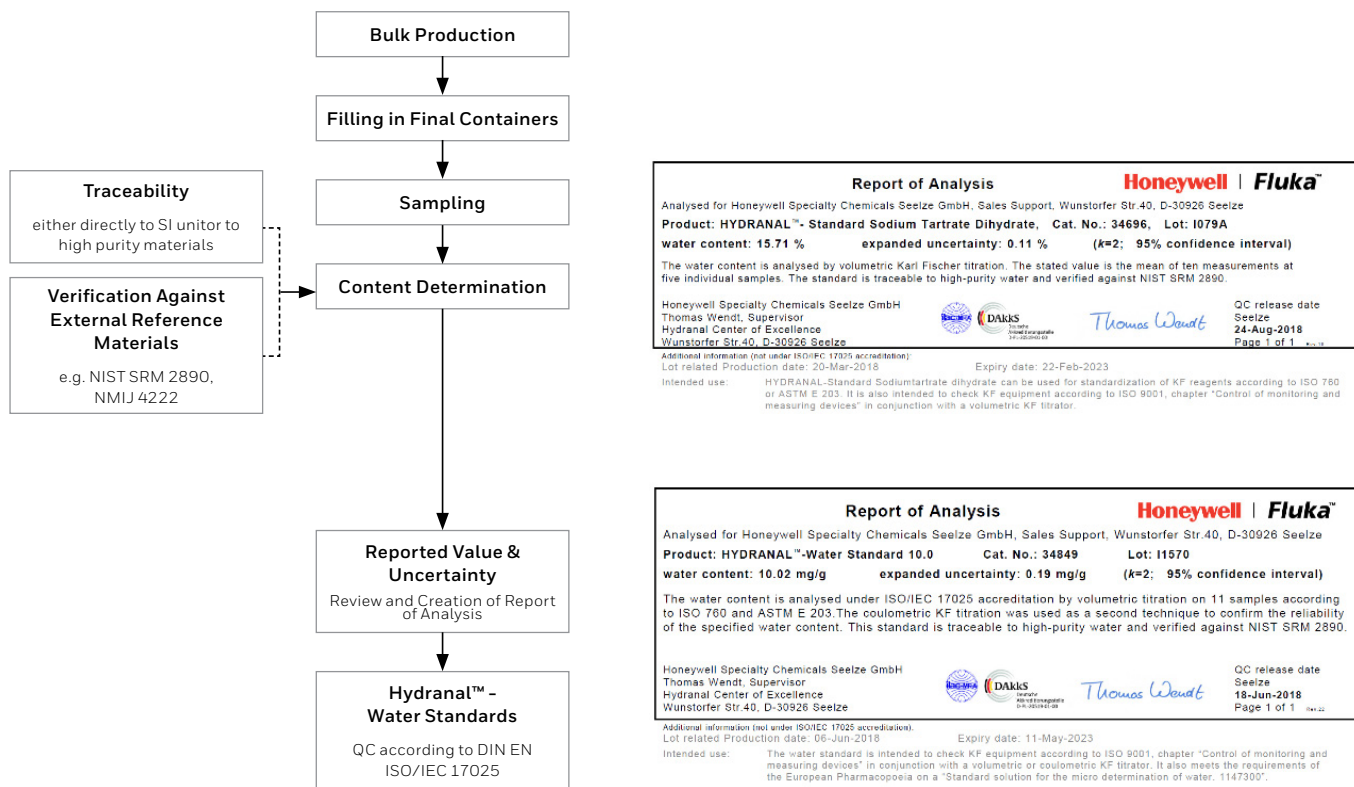 Bulk Production
Filling in Final Containers
Sampling
Traceability
either directly to SI unitor to
high purity materials
Verification Against
External Reference
Materials
e.g. NIST SRM 2890,
NMIJ 4222
Content Determination
Reported Value &
Uncertainty
Review and Creation of Report
of Analysis
Hydranal™ -
Water Standards
QC according to DIN EN
ISO/IEC 17025
Report of Analysis
Honeywell | Fluka™
Analysed for Honeywell Specialty Chemicals Seelze GmbH, Sales Support, Wunstorfer Str.40, D-30926 Seelze
Product: HYDRANAL™- Standard Sodium Tartrate Dihydrate, Cat. No.: 34696, Lot: I079A
water content: 15.71 % expanded uncertainty: 0.11 % (k=2; 95% confidence interval)
The water content is analysed by volumetric Karl Fischer titration. The stated value is the mean of ten measurements at
five individual samples. The standard is traceable to high-purity water and verified against NIST SRM 2890.
Honeywell Specialty Chemicals Seelze GmbH
Thomas Wendt, Supervisor
Hydranal Center of Excellence
Wunstorfer Str.40, D-30926 Seelze
DAkkS
Deutsche
Akkreditierungsstelle
Thomas Wendt
QC release date
Seelze
24-Aug-2018
Page 1 of 1
Additional information (not under ISO/IEC 17025 accreditation):
Lot related Production date: 20-Mar-2018 Expiry date: 22-Feb-2023
Intended use: HYDRANAL-Standard Sodiumtartrate dihydrate can be used for standardization of KF reagents according to ISO 760
or ASTM E 203. It is also intended to check KF equipment according to ISO 9001, chapter "Control of monitoring and
measuring devices" in conjunction with a volumetric KF titrator.
Report of Analysis
Honeywell | Fluka™
Analysed for Honeywell Specialty Chemicals Seelze GmbH, Sales Support, Wunstorfer Str.40, D-30926 Seelze
Product: HYDRANAL™-Water Standard 10.0 Cat. No.: 34849 Lot: I1570
water content: 10.02 mg/g expanded uncertainty: 0.19 mg/g (k=2; 95% confidence interval)
The water content is analysed under ISO/IEC 17025 accreditation by volumetric titration on 11 samples according
to ISO 760 and ASTM E 203.The coulometric KF titration was used as a second technique to confirm the reliability
of the specified water content. This standard is traceable to high-purity water and verified against NIST SRM 2890.
Honeywell Specialty Chemicals Seelze GmbH
Thomas Wendt, Supervisor
Hydranal Center of Excellence
Wunstorfer Str.40, D-30926 Seelze
DAkkS
Deutsche
Akkreditierungsstelle
Thomas Wendt
QC release date
Seelze
18-Jun-2018
Page 1 of 1 Rev.22
Additional information (not under ISO/IEC 17025 accreditation).
Lot related Production date: 06-Jun-2018 Expiry date: 11-May-2023
Intended use: The water standard is intended to check KF equipment according to ISO 9001, chapter "Control of monitoring and
measuring devices" in conjunction with a volumetric or coulometric KF titrator. It also meets the requirements of
the European Pharmacopoeia on a "Standard solution for the micro determination of water. 1147300".